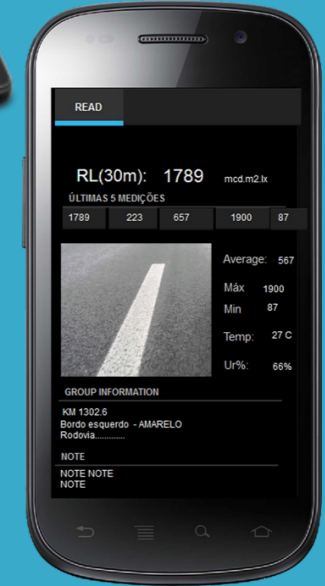 READ
RL(30m): 1789 mcd.m2.lx
ÚLTIMAS 5 MEDIÇÕES
1789 223 657 1900 87
Average: 567
Máx 1900
Min 87
Temp: 27 C
Ur%: 66%
GROUP INFORMATION
KM 1302.6
Bordo esquerdo - AMARELO
Rodovia.............
NOTE
NOTE NOTE
NOTE